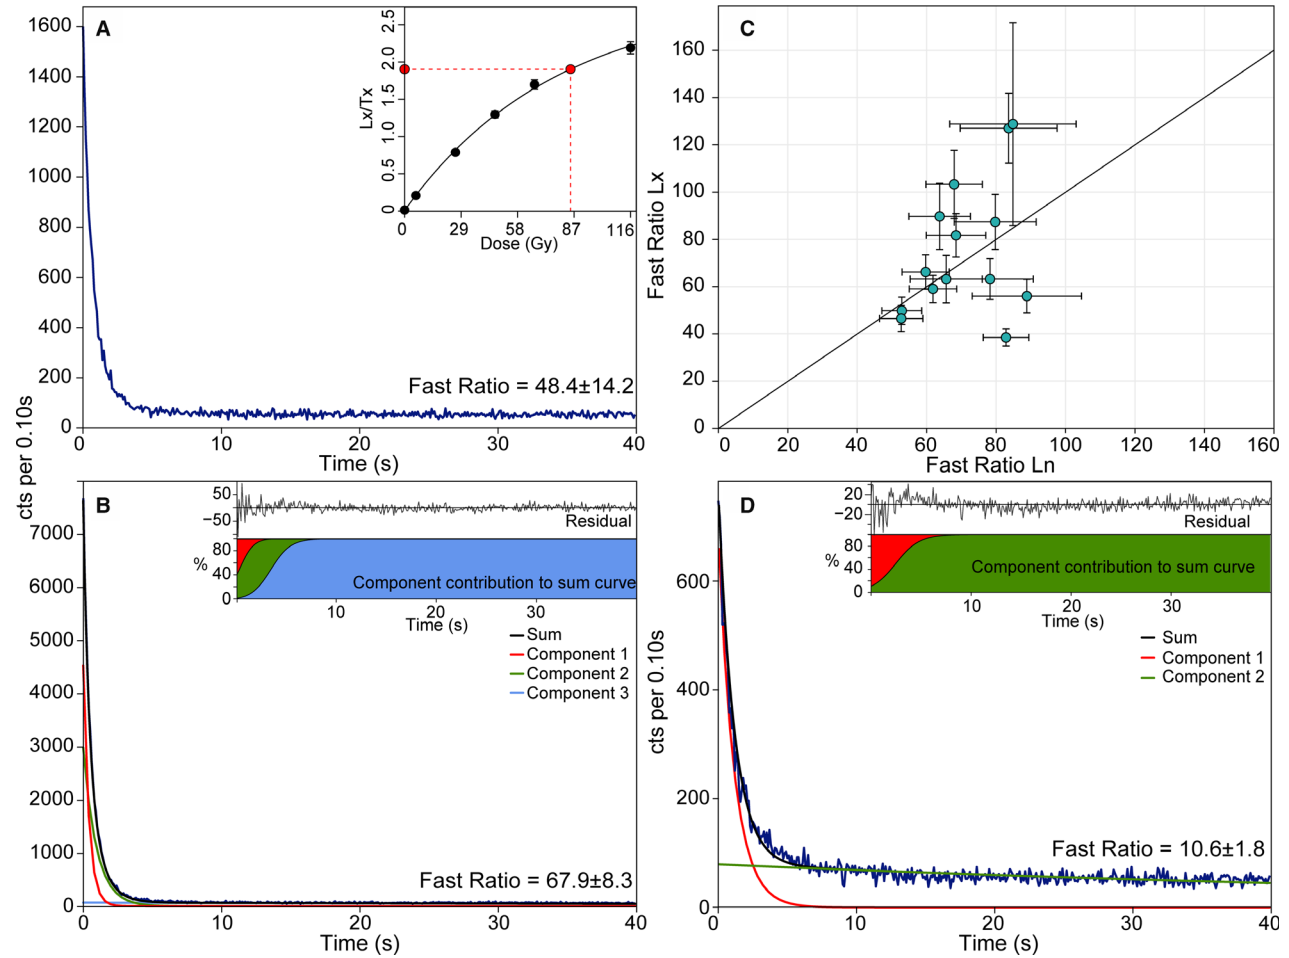 A
1600
1400
1200
1000
800
600
400
200
0
0
10
20
30
40
Time (s)
Fast Ratio = 48.4±14.2
cts per 0.10s
2.5
2.0
1.5
1.0
0.5
0
Lx/Tx
0
29
58
87
116
Dose (Gy)
C
160
140
120
100
80
60
40
20
0
Fast Ratio Lx
0
20
40
60
80
100
120
140
160
Fast Ratio Ln
B
7000
6000
5000
4000
3000
2000
1000
0
0
10
20
30
40
Time (s)
50
−50
Residual
80
40
0
%
Component contribution to sum curve
10
20
30
Time (s)
Sum
Component 1
Component 2
Component 3
Fast Ratio = 67.9±8.3
D
600
400
200
0
cts per 0.10s
0
10
20
30
40
Time (s)
20
−20
Residual
80
40
0
%
Component contribution to sum curve
10
20
30
Time (s)
Sum
Component 1
Component 2
Fast Ratio = 10.6±1.8